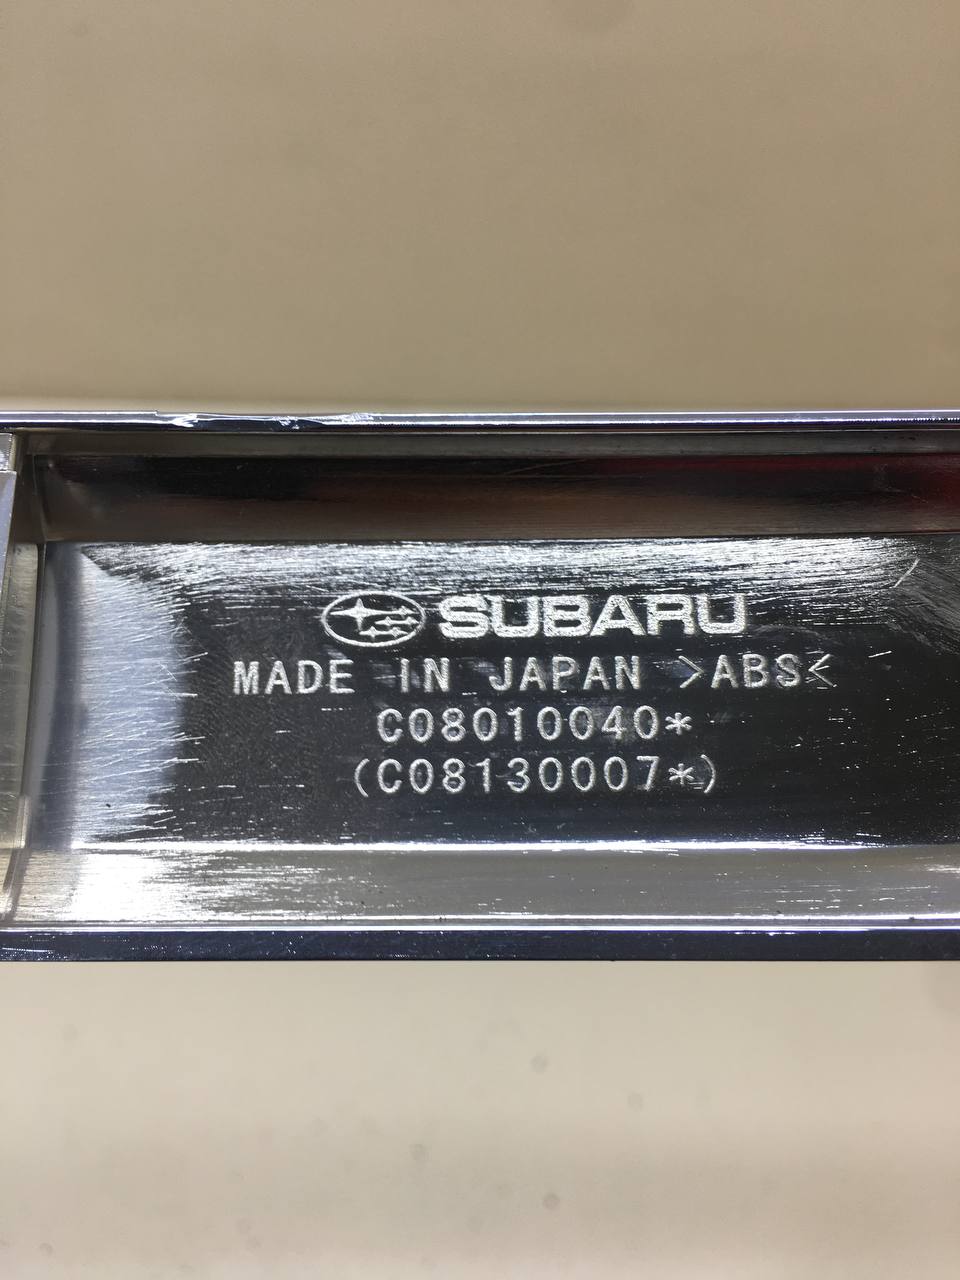 SUBARU
MADE IN JAPAN >ABS<
C08010040*
(C08130007*)